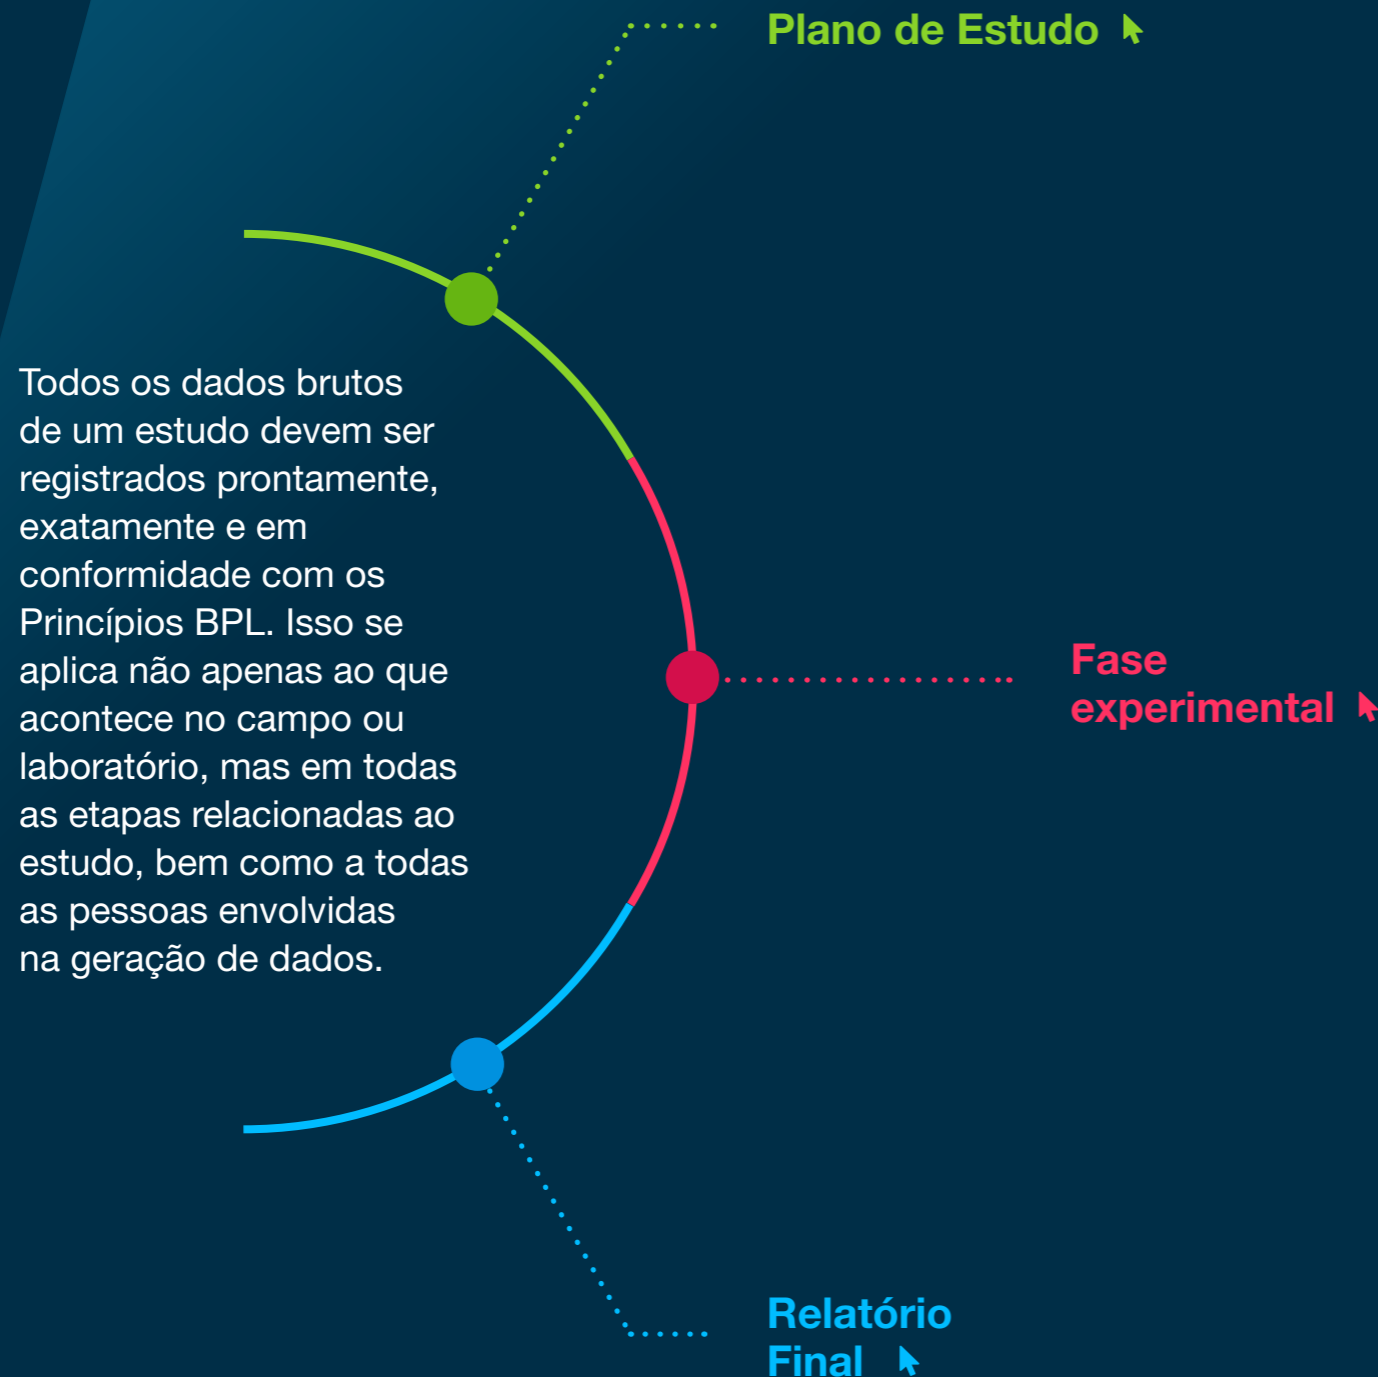 Plano de Estudo
Todos os dados brutos
de um estudo devem ser
registrados prontamente,
exatamente e em
conformidade com os
Princípios BPL. Isso se
aplica não apenas ao que
acontece no campo ou
laboratório, mas em todas
as etapas relacionadas ao
estudo, bem como a todas
as pessoas envolvidas
na geração de dados.
Fase
experimental
Relatório
Final